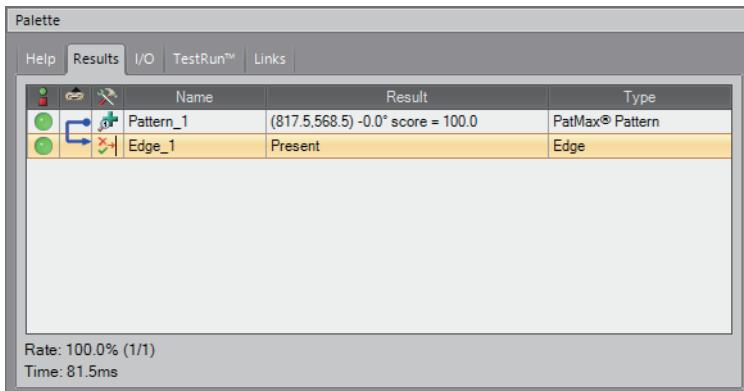 Palette
Help Results I/O TestRun™ Links
Name Result Type
Pattern_1 (817.5,568.5) -0.0° score = 100.0 PatMax® Pattern
Edge_1 Present Edge
Rate: 100.0% (1/1)
Time: 81.5ms